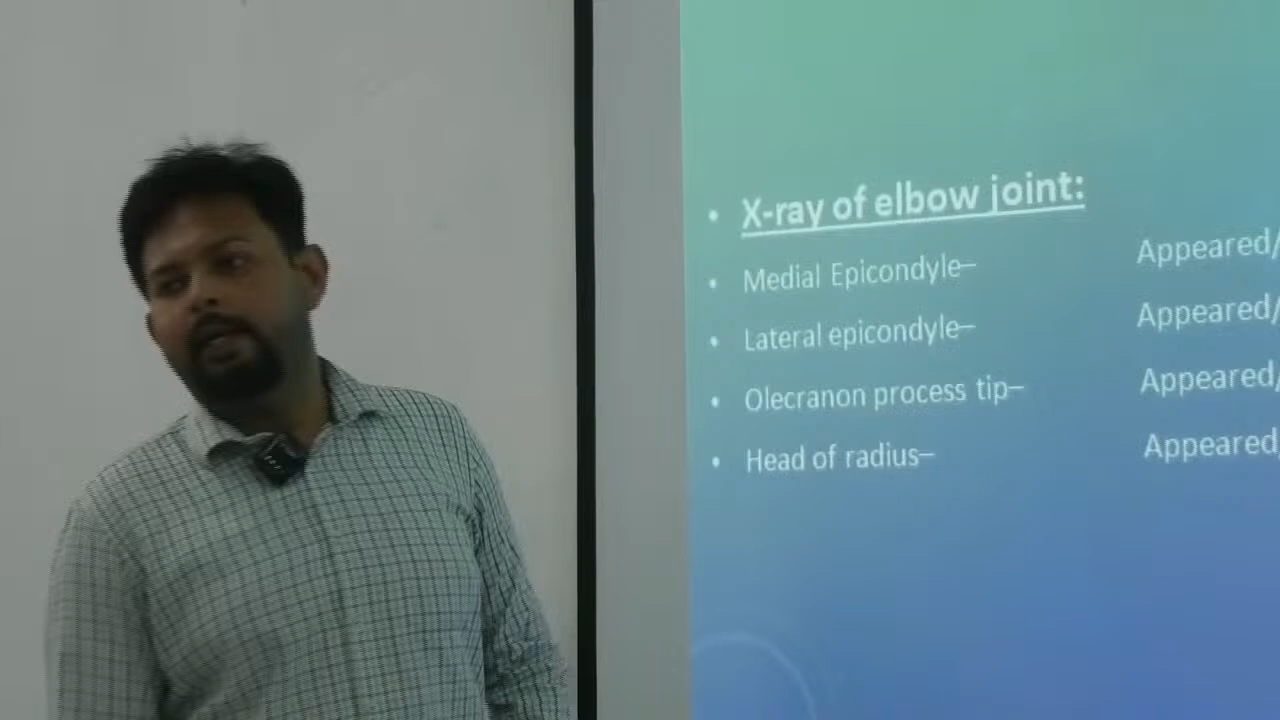 • X-ray of elbow joint:
• Medial Epicondyle– Appeared/
• Lateral epicondyle– Appeared/
• Olecranon process tip– Appeared/
• Head of radius– Appeared/